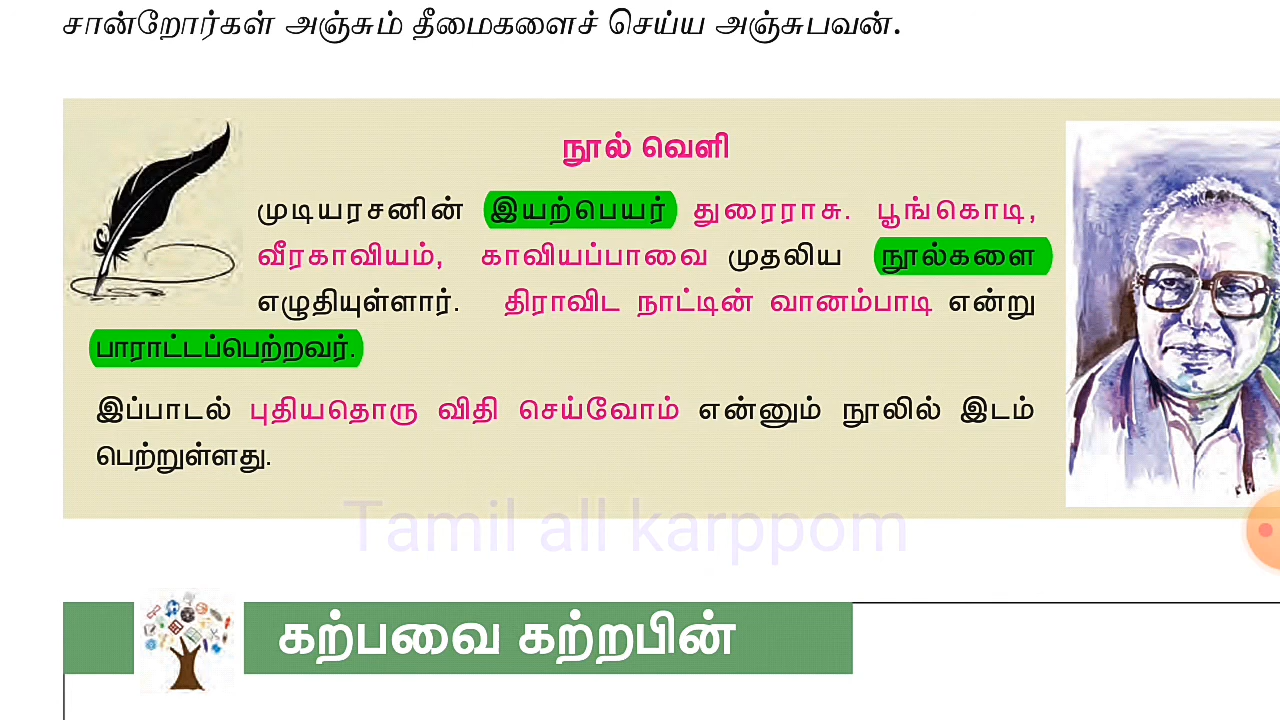 சான்றோர்கள் அஞ்சும் தீமைகளைச் செய்ய அஞ்சுபவன்.
நூல் வெளி
முடியரசனின் இயற்பெயர் துரைராசு. பூங்கொடி,
வீரகாவியம், காவியப்பாவை முதலிய நூல்களை
எழுதியுள்ளார். திராவிட நாட்டின் வானம்பாடி என்று
பாராட்டப்பெற்றவர்.
இப்பாடல் புதியதொரு விதி செய்வோம் என்னும் நூலில் இடம்
பெற்றுள்ளது.
Tamil all karppom
கற்பவை கற்றபின்